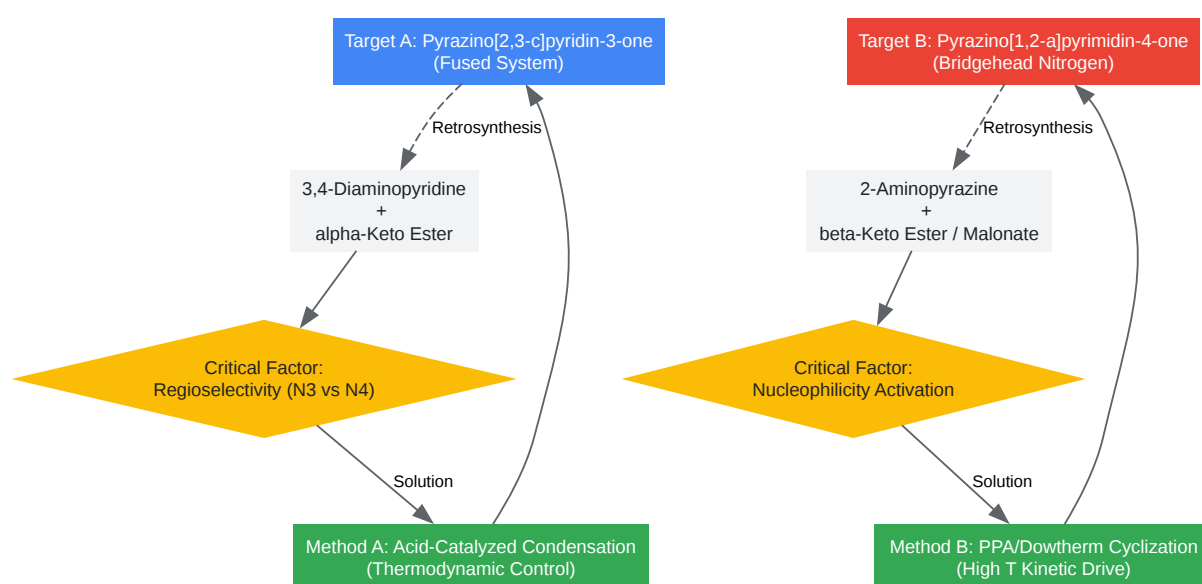 Target A: Pyrazino[2,3-c]pyridin-3-one
(Fused System)
Retrosynthesis
3,4-Diaminopyridine
+
alpha-Keto Ester
Critical Factor:
Regioselectivity (N3 vs N4)
Solution
Method A: Acid-Catalyzed Condensation
(Thermodynamic Control)
Target B: Pyrazino[1,2-a]pyrimidin-4-one
(Bridgehead Nitrogen)
Retrosynthesis
2-Aminopyrazine
+
beta-Keto Ester / Malonate
Critical Factor:
Nucleophilicity Activation
Solution
Method B: PPA/Dowtherm Cyclization
(High T Kinetic Drive)